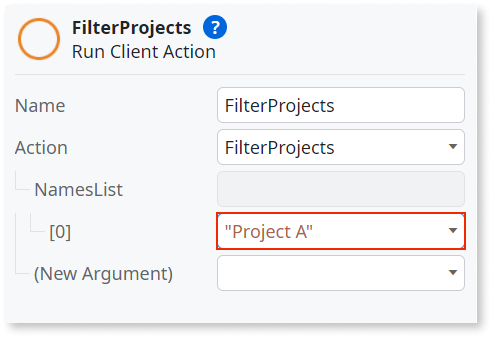 FilterProjects ?
Run Client Action
Name FilterProjects
Action FilterProjects
NamesList
[0] "Project A"
(New Argument)